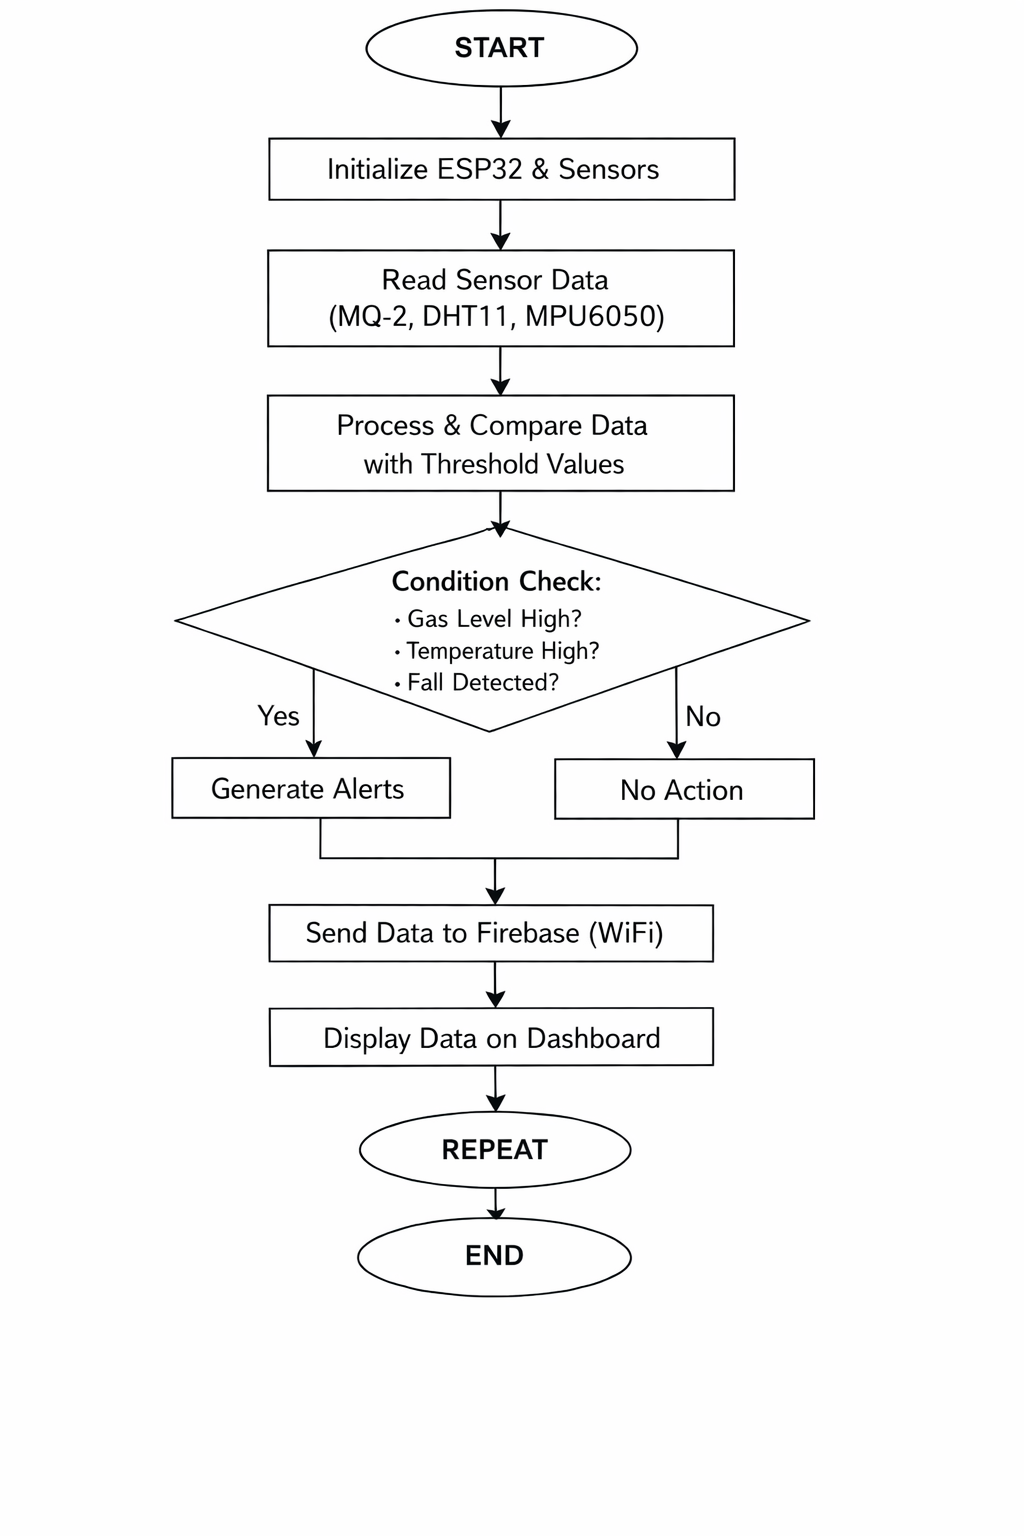 START
Initialize ESP32 & Sensors
Read Sensor Data
(MQ-2, DHT11, MPU6050)
Process & Compare Data
with Threshold Values
Condition Check:
• Gas Level High?
• Temperature High?
• Fall Detected?
Yes
No
Generate Alerts
No Action
Send Data to Firebase (WiFi)
Display Data on Dashboard
REPEAT
END